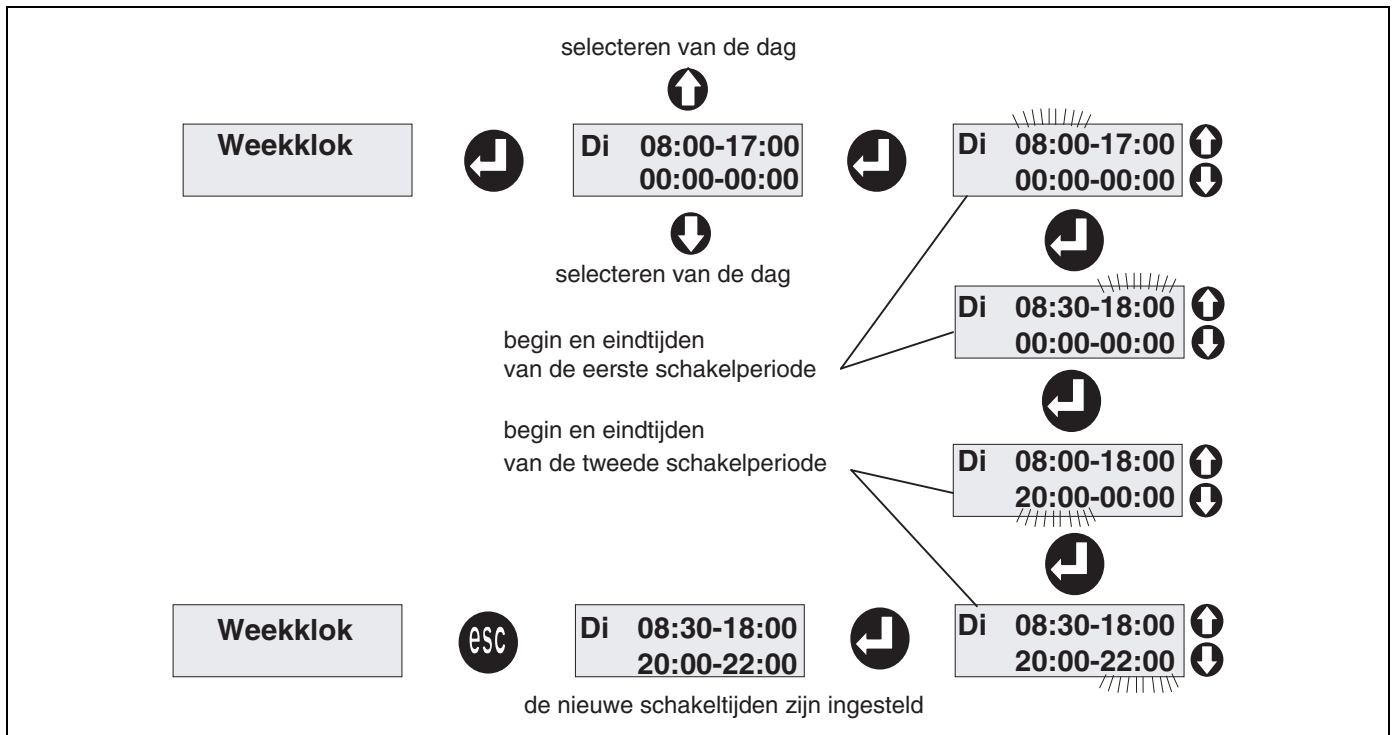 selecteren van de dag
Weekklok
Di 08:00-17:00
00:00-00:00
Di 08:00-17:00
00:00-00:00
selecteren van de dag
Di 08:30-18:00
00:00-00:00
begin en eindtijden
van de eerste schakelperiode
begin en eindtijden
van de tweede schakelperiode
Di 08:00-18:00
20:00-00:00
Weekklok
esc
Di 08:30-18:00
20:00-22:00
Di 08:30-18:00
20:00-22:00
de nieuwe schakeltijden zijn ingesteld